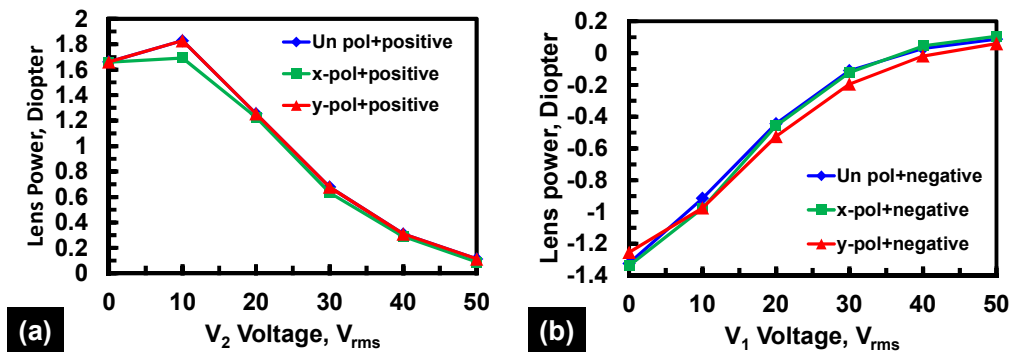 2
1.8
1.6
1.4
1.2
1
0.8
0.6
0.4
0.2
0
Lens Power, Diopter
Un pol+positive
x-pol+positive
y-pol+positive
0 10 20 30 40 50
V2 Voltage, Vrms
(a)
0.2
0
-0.2
-0.4
-0.6
-0.8
-1
-1.2
-1.4
Lens power, Diopter
Un pol+negative
x-pol+negative
y-pol+negative
0 10 20 30 40 50
V1 Voltage, Vrms
(b)